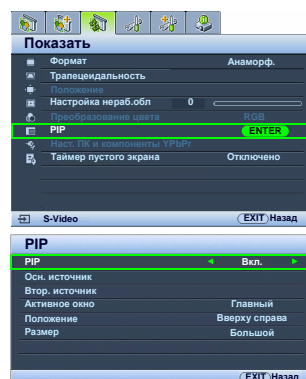 Показать
Формат Анаморф.
Трапецеидальность
Положение
Настройка нераб.обл 0
Преобразование цвета RGB
PIP ENTER
Наст. ПК и компоненты YPbPr
Таймер пустого экрана Отключено
S-Video EXIT Назад
PIP
PIP Вкл.
Осн. источник
Втор. источник
Активное окно Главный
Положение Вверху справа
Размер Большой
EXIT Назад